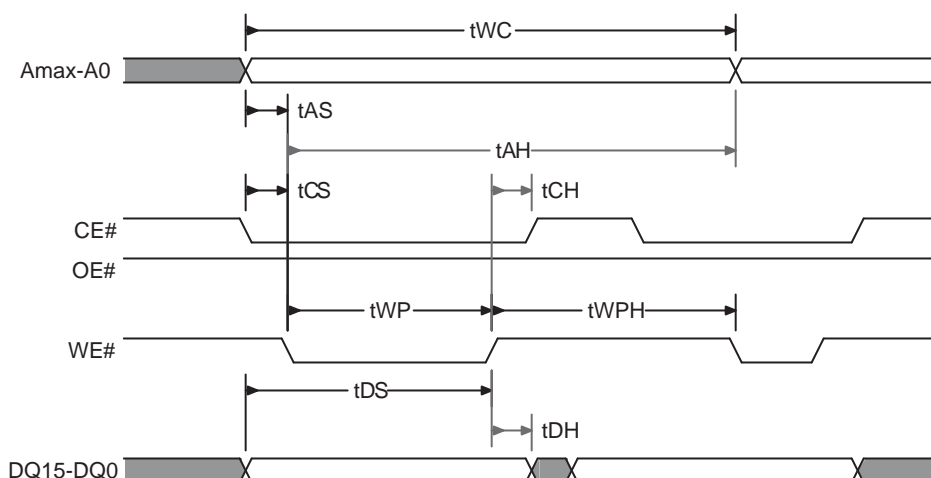 tWC
Amax-A0
tAS
tAH
tCS
tCH
CE#
OE#
tWP
tWPH
WE#
tDS
tDH
DQ15-DQ0